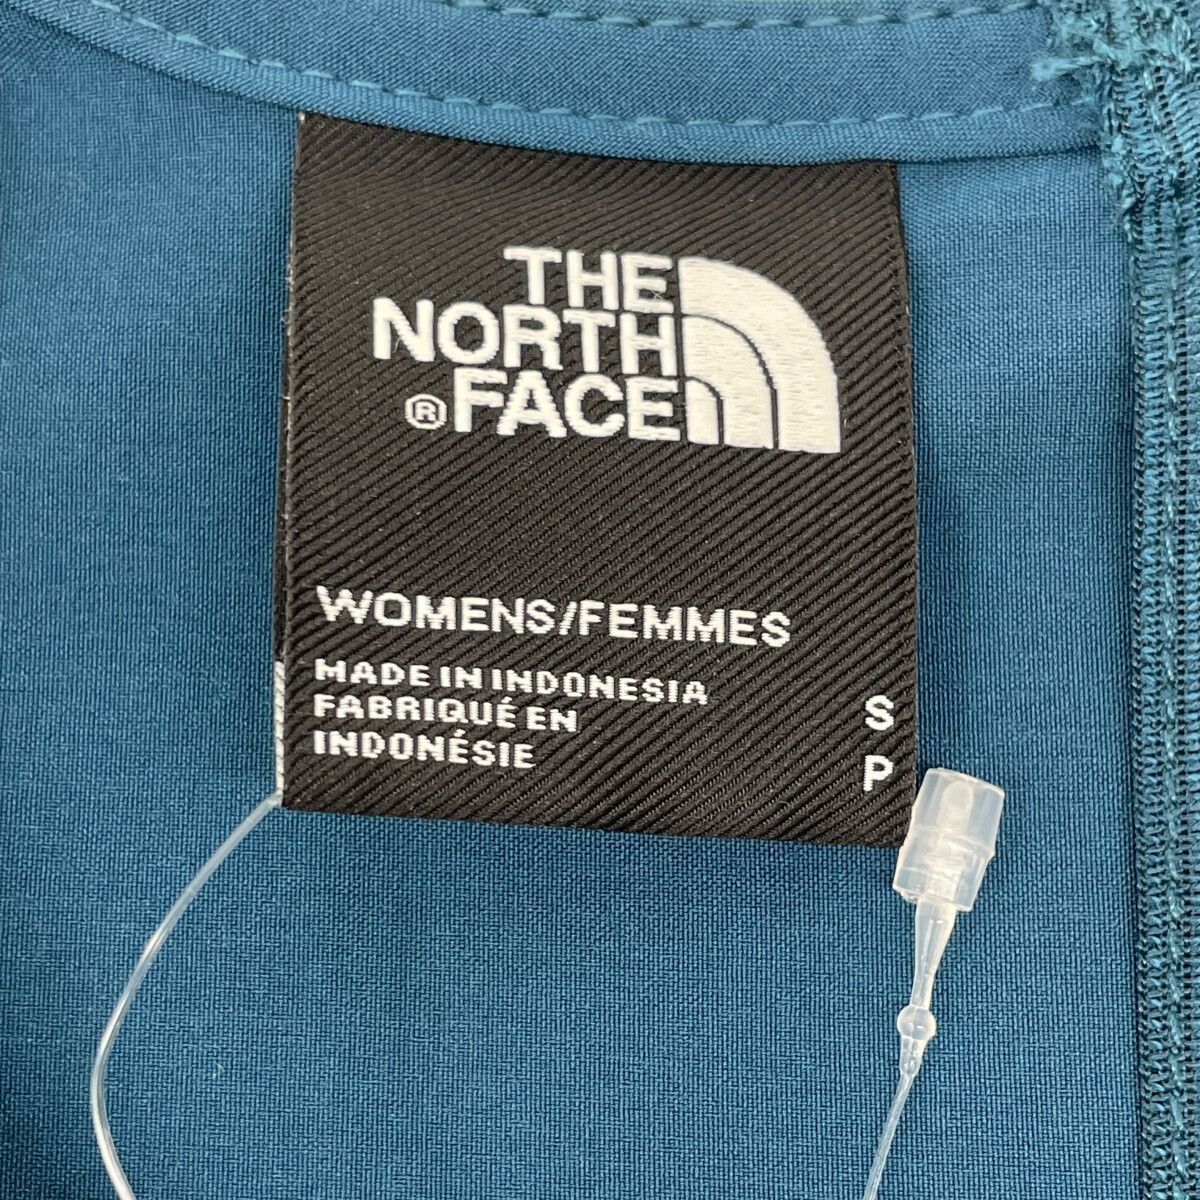 THE
NORTH
®FACE
WOMENS/FEMMES
MADE IN INDONESIA
FABRIQUÉ EN
INDONÉSIE
S
P